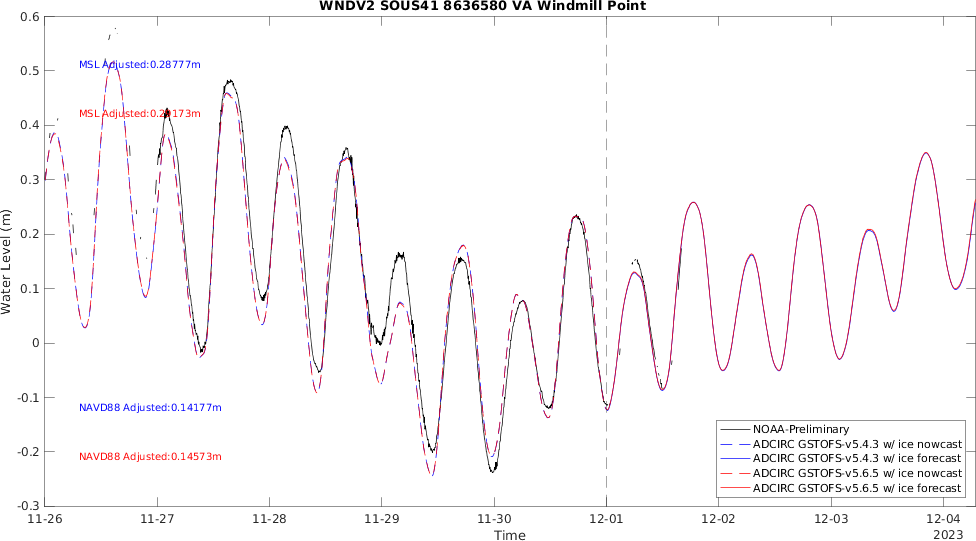 WNDV2 SOUS41 8636580 VA Windmill Point
0.6
0.5
0.4
0.3
0.2
0.1
0
-0.1
-0.2
-0.3
Water Level (m)
MSL Adjusted:0.28777m
MSL Adjusted:0.29173m
NAVD88 Adjusted:0.14177m
NAVD88 Adjusted:0.14573m
NOAA-Preliminary
ADCIRC GSTOFS-v5.4.3 w/ ice nowcast
ADCIRC GSTOFS-v5.4.3 w/ ice forecast
ADCIRC GSTOFS-v5.6.5 w/ ice nowcast
ADCIRC GSTOFS-v5.6.5 w/ ice forecast
11-26 11-27 11-28 11-29 11-30 12-01 12-02 12-03 12-04
Time
2023